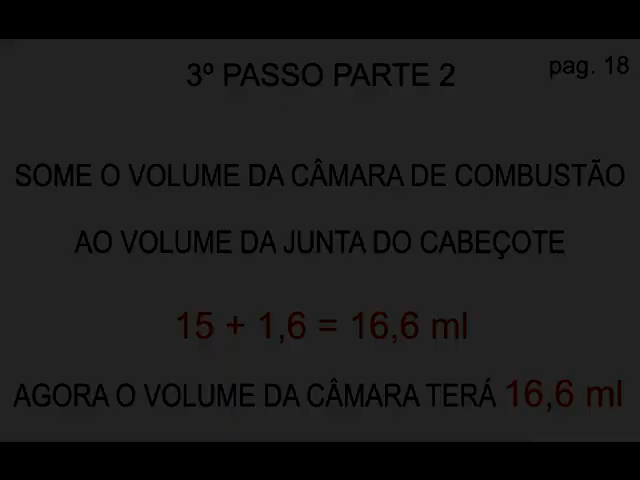 3º PASSO PARTE 2
pag. 18
SOME O VOLUME DA CÂMARA DE COMBUSTÃO
AO VOLUME DA JUNTA DO CABEÇOTE
15 + 1,6 = 16,6 ml
AGORA O VOLUME DA CÂMARA TERÁ 16,6 ml